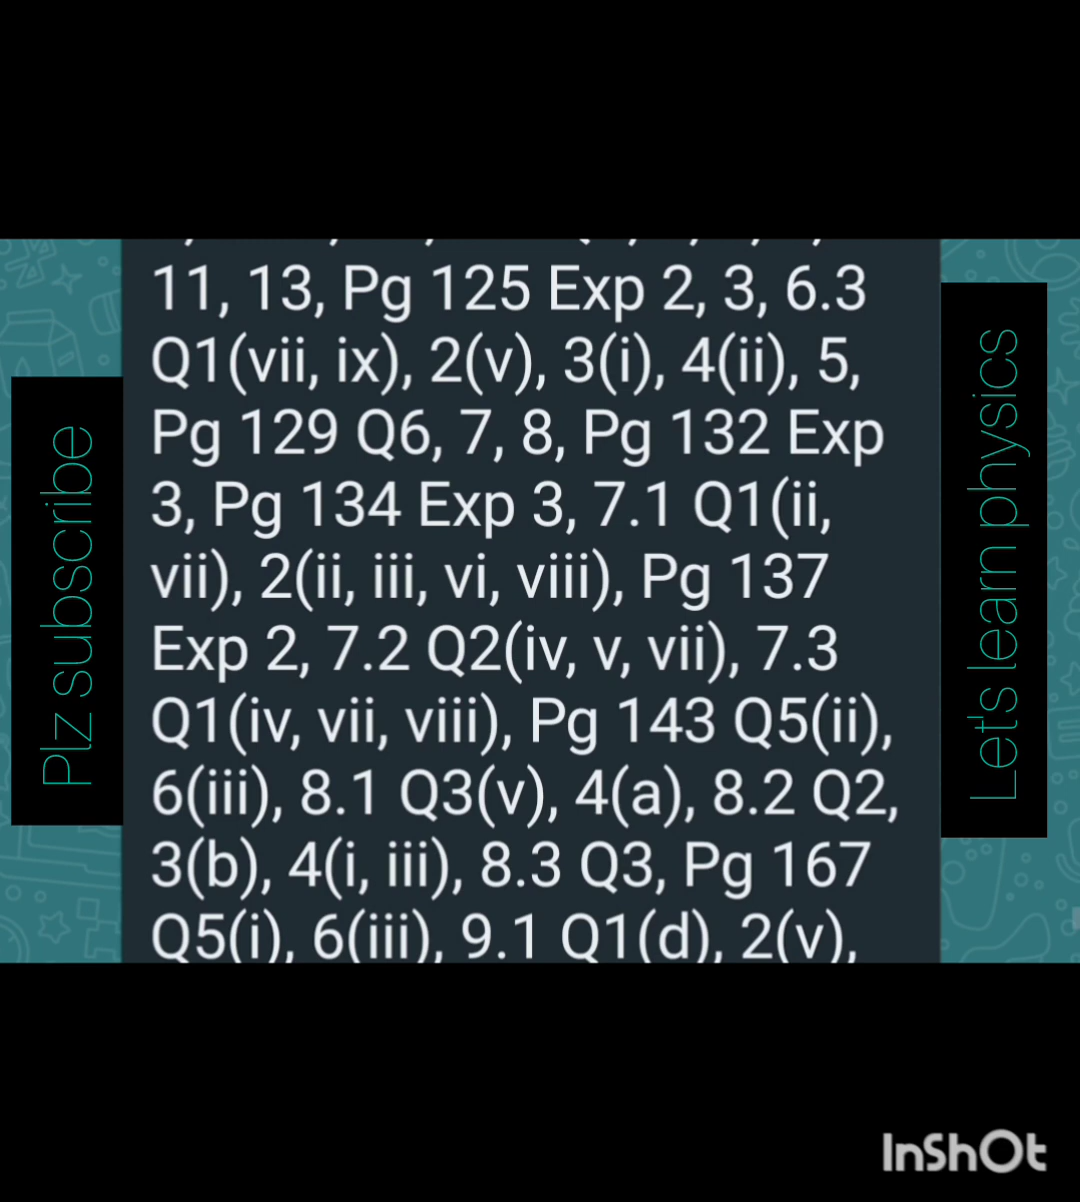 11, 13, Pg 125 Exp 2, 3, 6.3
Q1(vii, ix), 2(v), 3(i), 4(ii), 5,
Pg 129 Q6, 7, 8, Pg 132 Exp
3, Pg 134 Exp 3, 7.1 Q1(ii,
vii), 2(ii, iii, vi, viii), Pg 137
Exp 2, 7.2 Q2(iv, v, vii), 7.3
Q1(iv, vii, viii), Pg 143 Q5(ii),
6(iii), 8.1 Q3(v), 4(a), 8.2 Q2,
3(b), 4(i, iii), 8.3 Q3, Pg 167
Q5(i), 6(iii), 9.1 Q1(d), 2(v),
Plz subscribe
Let's learn physics
InShOt